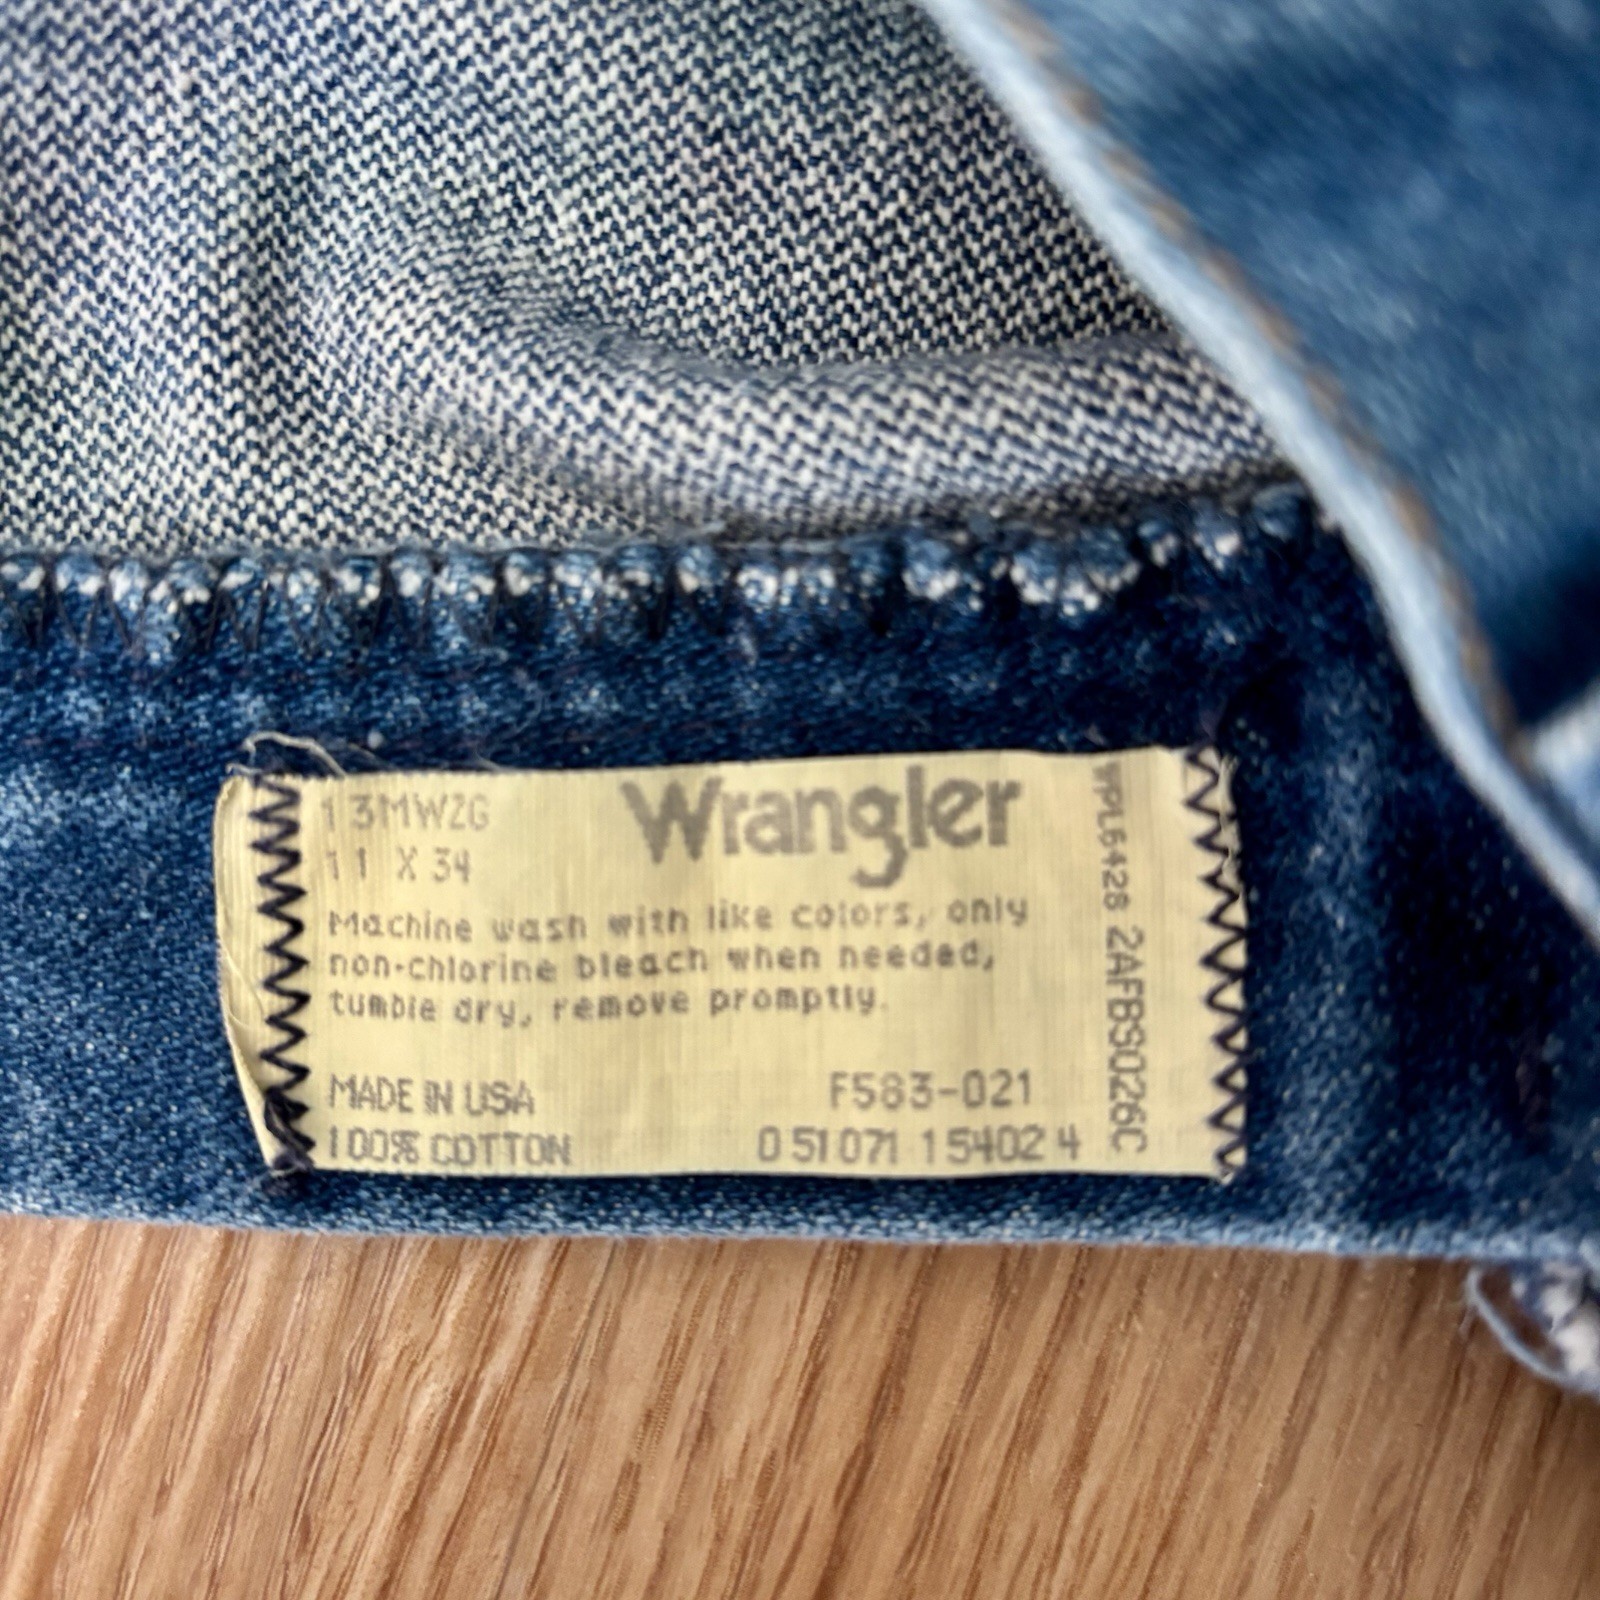 13MWZG
11 X 34
Wrangler
Machine wash with like colors, only
non-chlorine bleach when needed,
tumble dry, remove promptly.
MADE IN USA
100% COTTON
F583-021
0 51071 15402 4
WPL6428 2AFBS026C